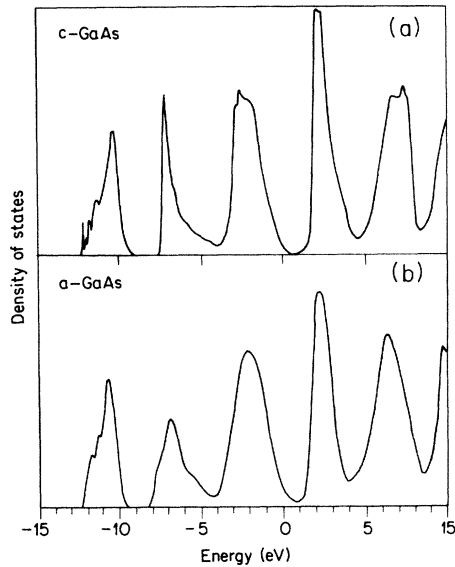 c-GaAs
(a)
Density of states
a-GaAs
(b)
-15 -10 -5 0 5 10 15
Energy (eV)